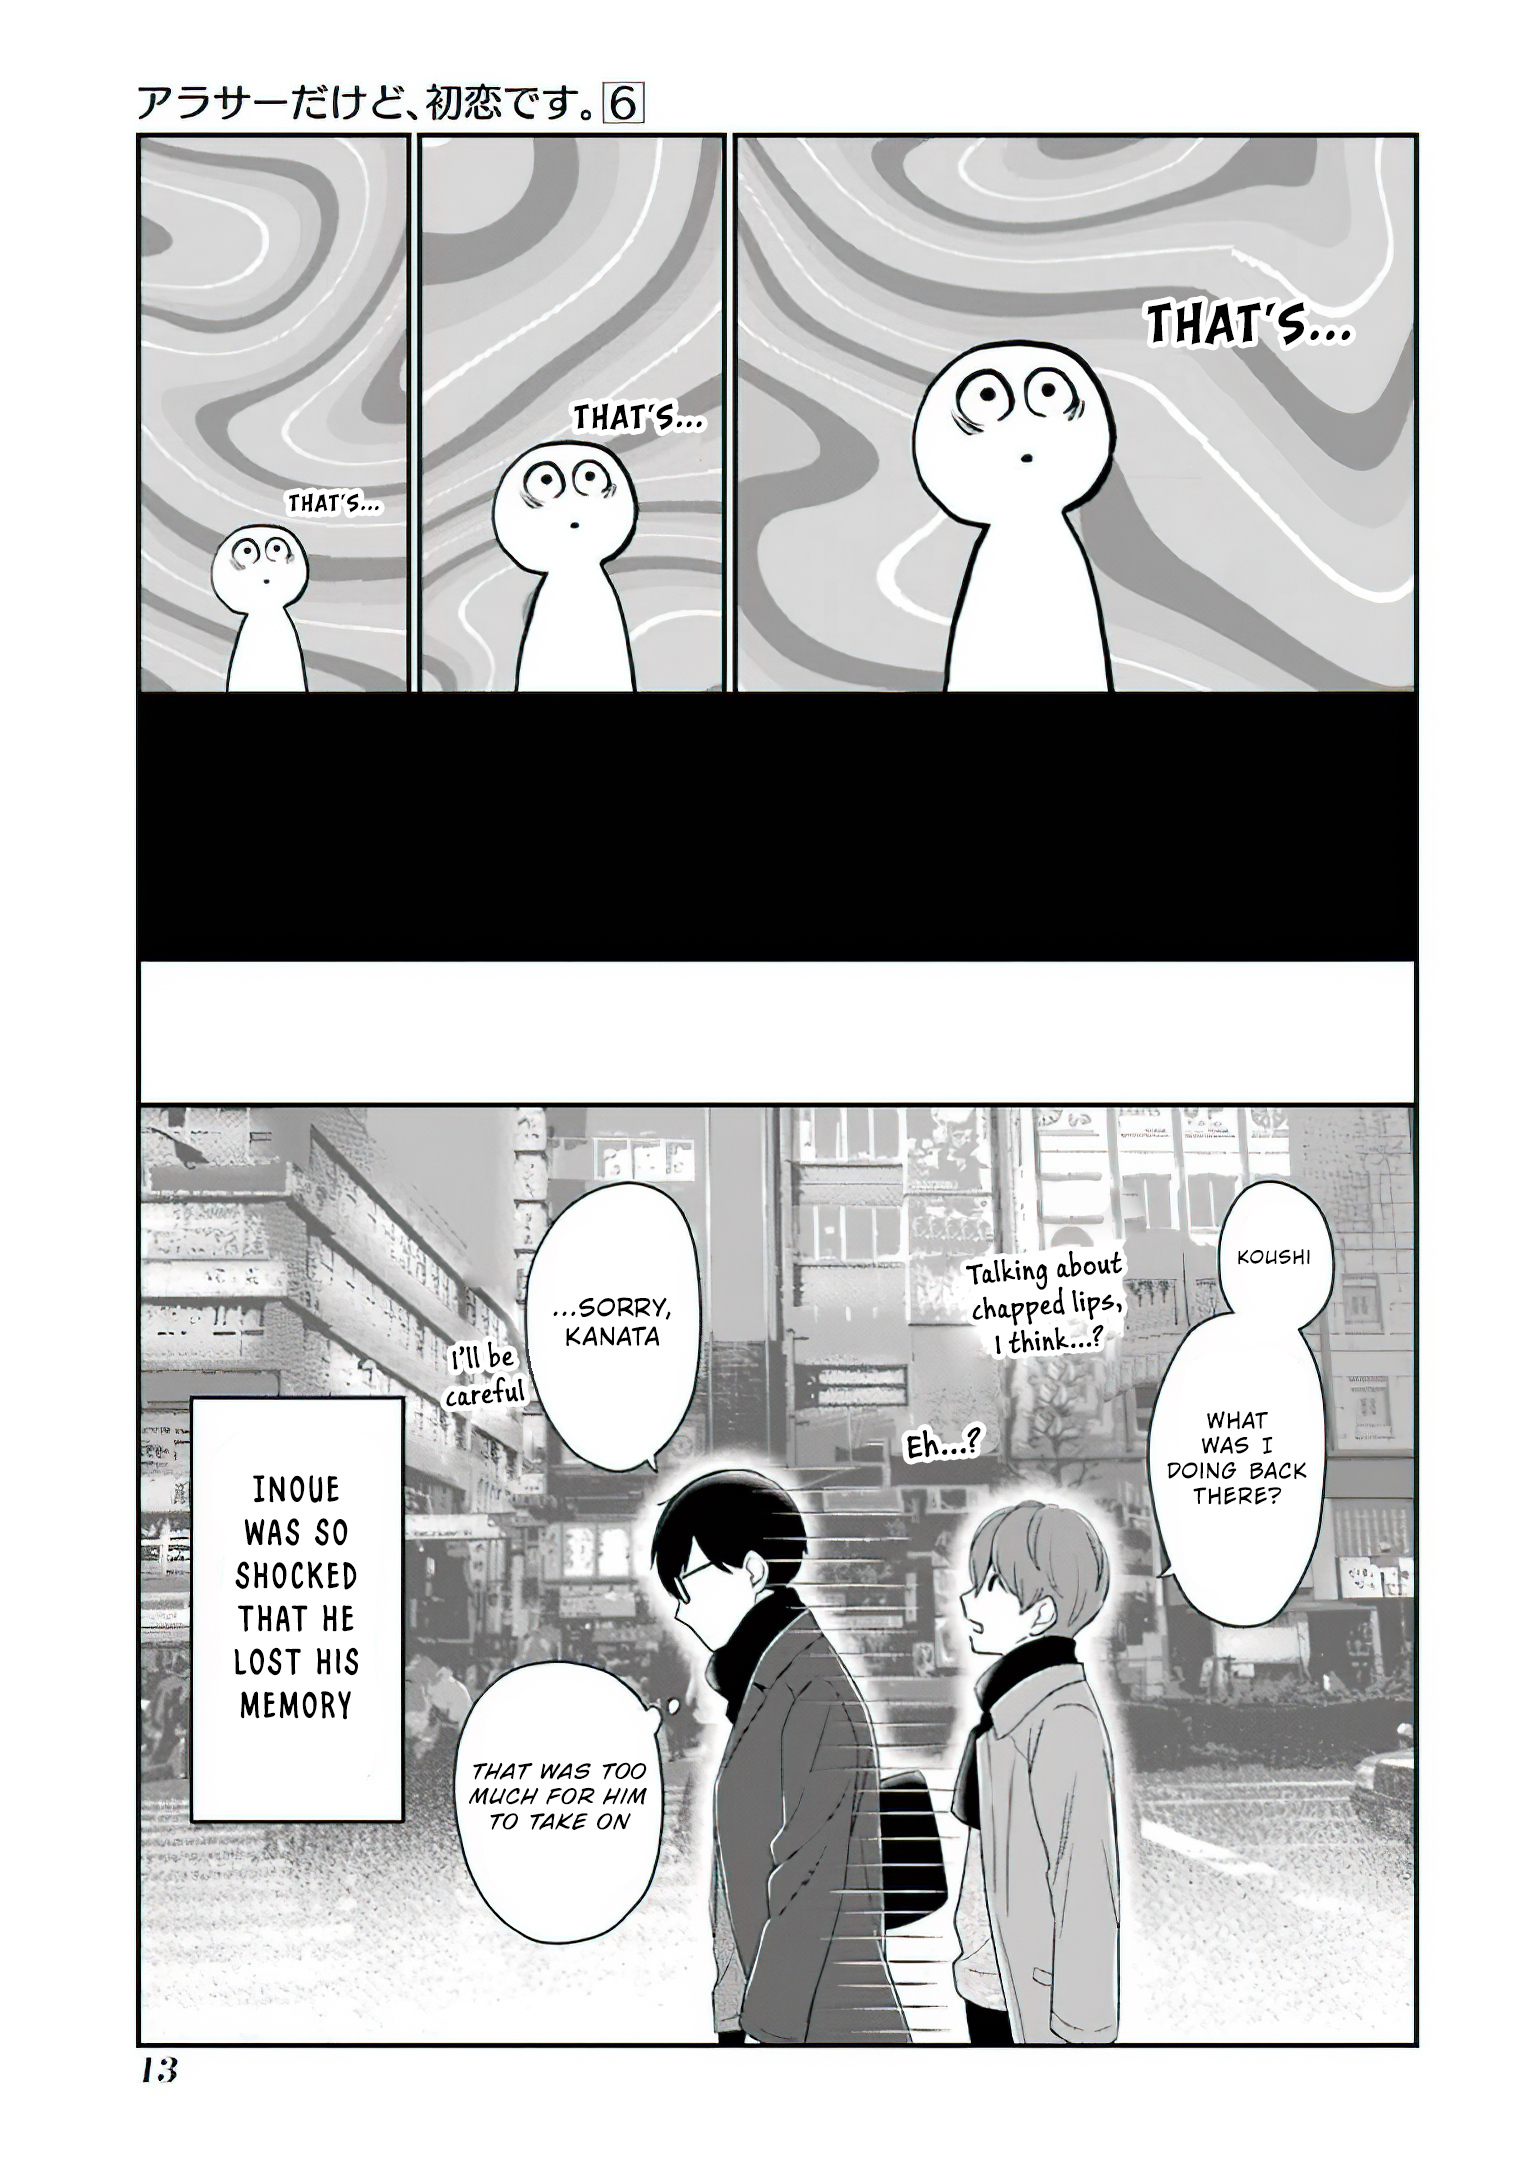 アラサーだけど、初恋です。6
THAT'S...
THAT'S...
THAT'S...
KOUSHI
WHAT
WAS I
DOING BACK
THERE?
Talking about
chapped lips,
I think...?
Eh...?
...SORRY,
KANATA
I'll be
careful
THAT WAS TOO
MUCH FOR HIM
TO TAKE ON
INOUE
WAS SO
SHOCKED
THAT HE
LOST HIS
MEMORY
13